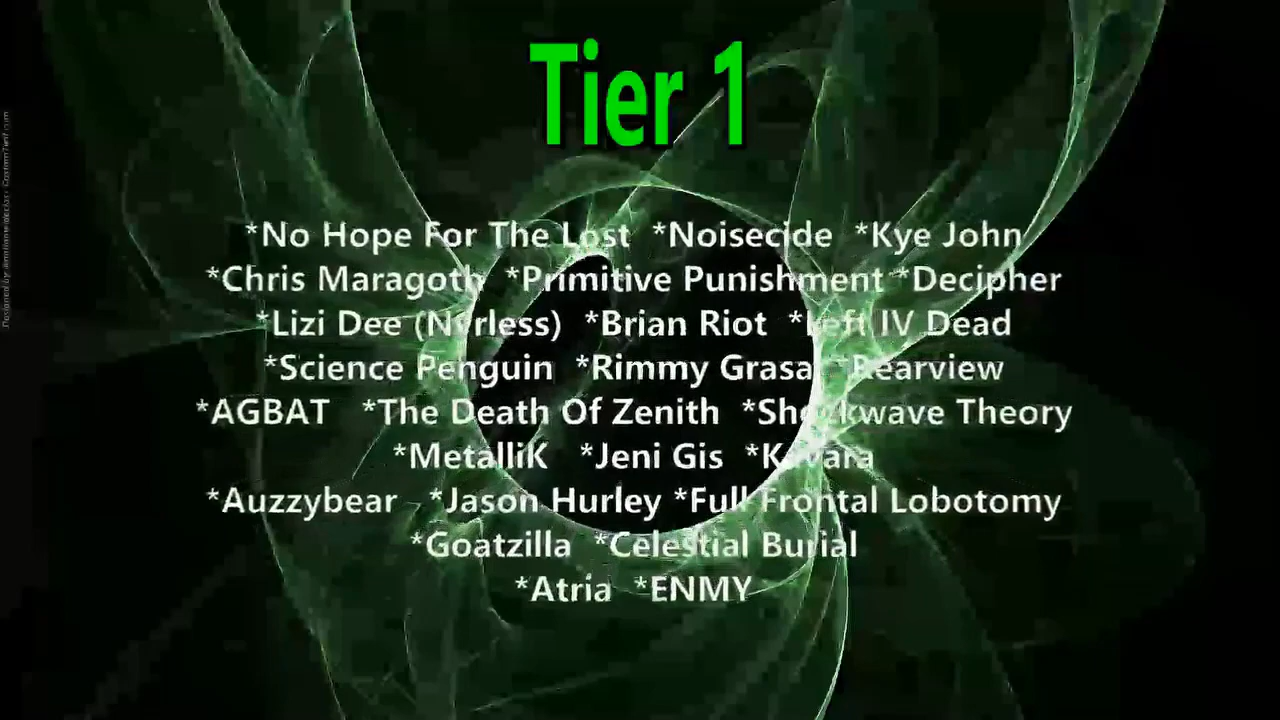 Tier 1
*No Hope For The Lost *Noisecide *Kye John
*Chris Maragoth *Primitive Punishment *Decipher
*Lizi Dee (Nvrless) *Brian Riot *Left IV Dead
*Science Penguin *Rimmy Grasa *Rearview
*AGBAT *The Death Of Zenith *Shockwave Theory
*MetalliK *Jeni Gis *Kavara
*Auzzybear *Jason Hurley *Full Frontal Lobotomy
*Goatzilla *Celestial Burial
*Atria *ENMY